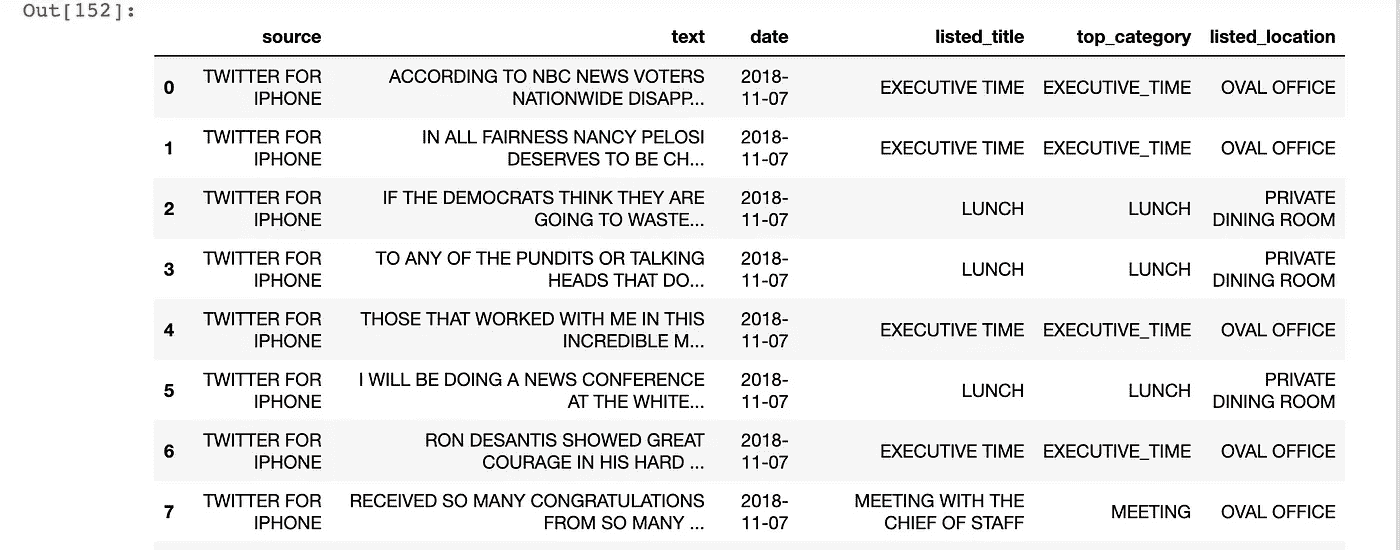 Out[152]:
source text date listed_title top_category listed_location
0 TWITTER FOR IPHONE ACCORDING TO NBC NEWS VOTERS NATIONWIDE DISAPP... 2018-11-07 EXECUTIVE TIME EXECUTIVE_TIME OVAL OFFICE
1 TWITTER FOR IPHONE IN ALL FAIRNESS NANCY PELOSI DESERVES TO BE CH... 2018-11-07 EXECUTIVE TIME EXECUTIVE_TIME OVAL OFFICE
2 TWITTER FOR IPHONE IF THE DEMOCRATS THINK THEY ARE GOING TO WASTE... 2018-11-07 LUNCH LUNCH PRIVATE DINING ROOM
3 TWITTER FOR IPHONE TO ANY OF THE PUNDITS OR TALKING HEADS THAT DO... 2018-11-07 LUNCH LUNCH PRIVATE DINING ROOM
4 TWITTER FOR IPHONE THOSE THAT WORKED WITH ME IN THIS INCREDIBLE M... 2018-11-07 EXECUTIVE TIME EXECUTIVE_TIME OVAL OFFICE
5 TWITTER FOR IPHONE I WILL BE DOING A NEWS CONFERENCE AT THE WHITE... 2018-11-07 LUNCH LUNCH PRIVATE DINING ROOM
6 TWITTER FOR IPHONE RON DESANTIS SHOWED GREAT COURAGE IN HIS HARD ... 2018-11-07 EXECUTIVE TIME EXECUTIVE_TIME OVAL OFFICE
7 TWITTER FOR IPHONE RECEIVED SO MANY CONGRATULATIONS FROM SO MANY ... 2018-11-07 MEETING WITH THE CHIEF OF STAFF MEETING OVAL OFFICE